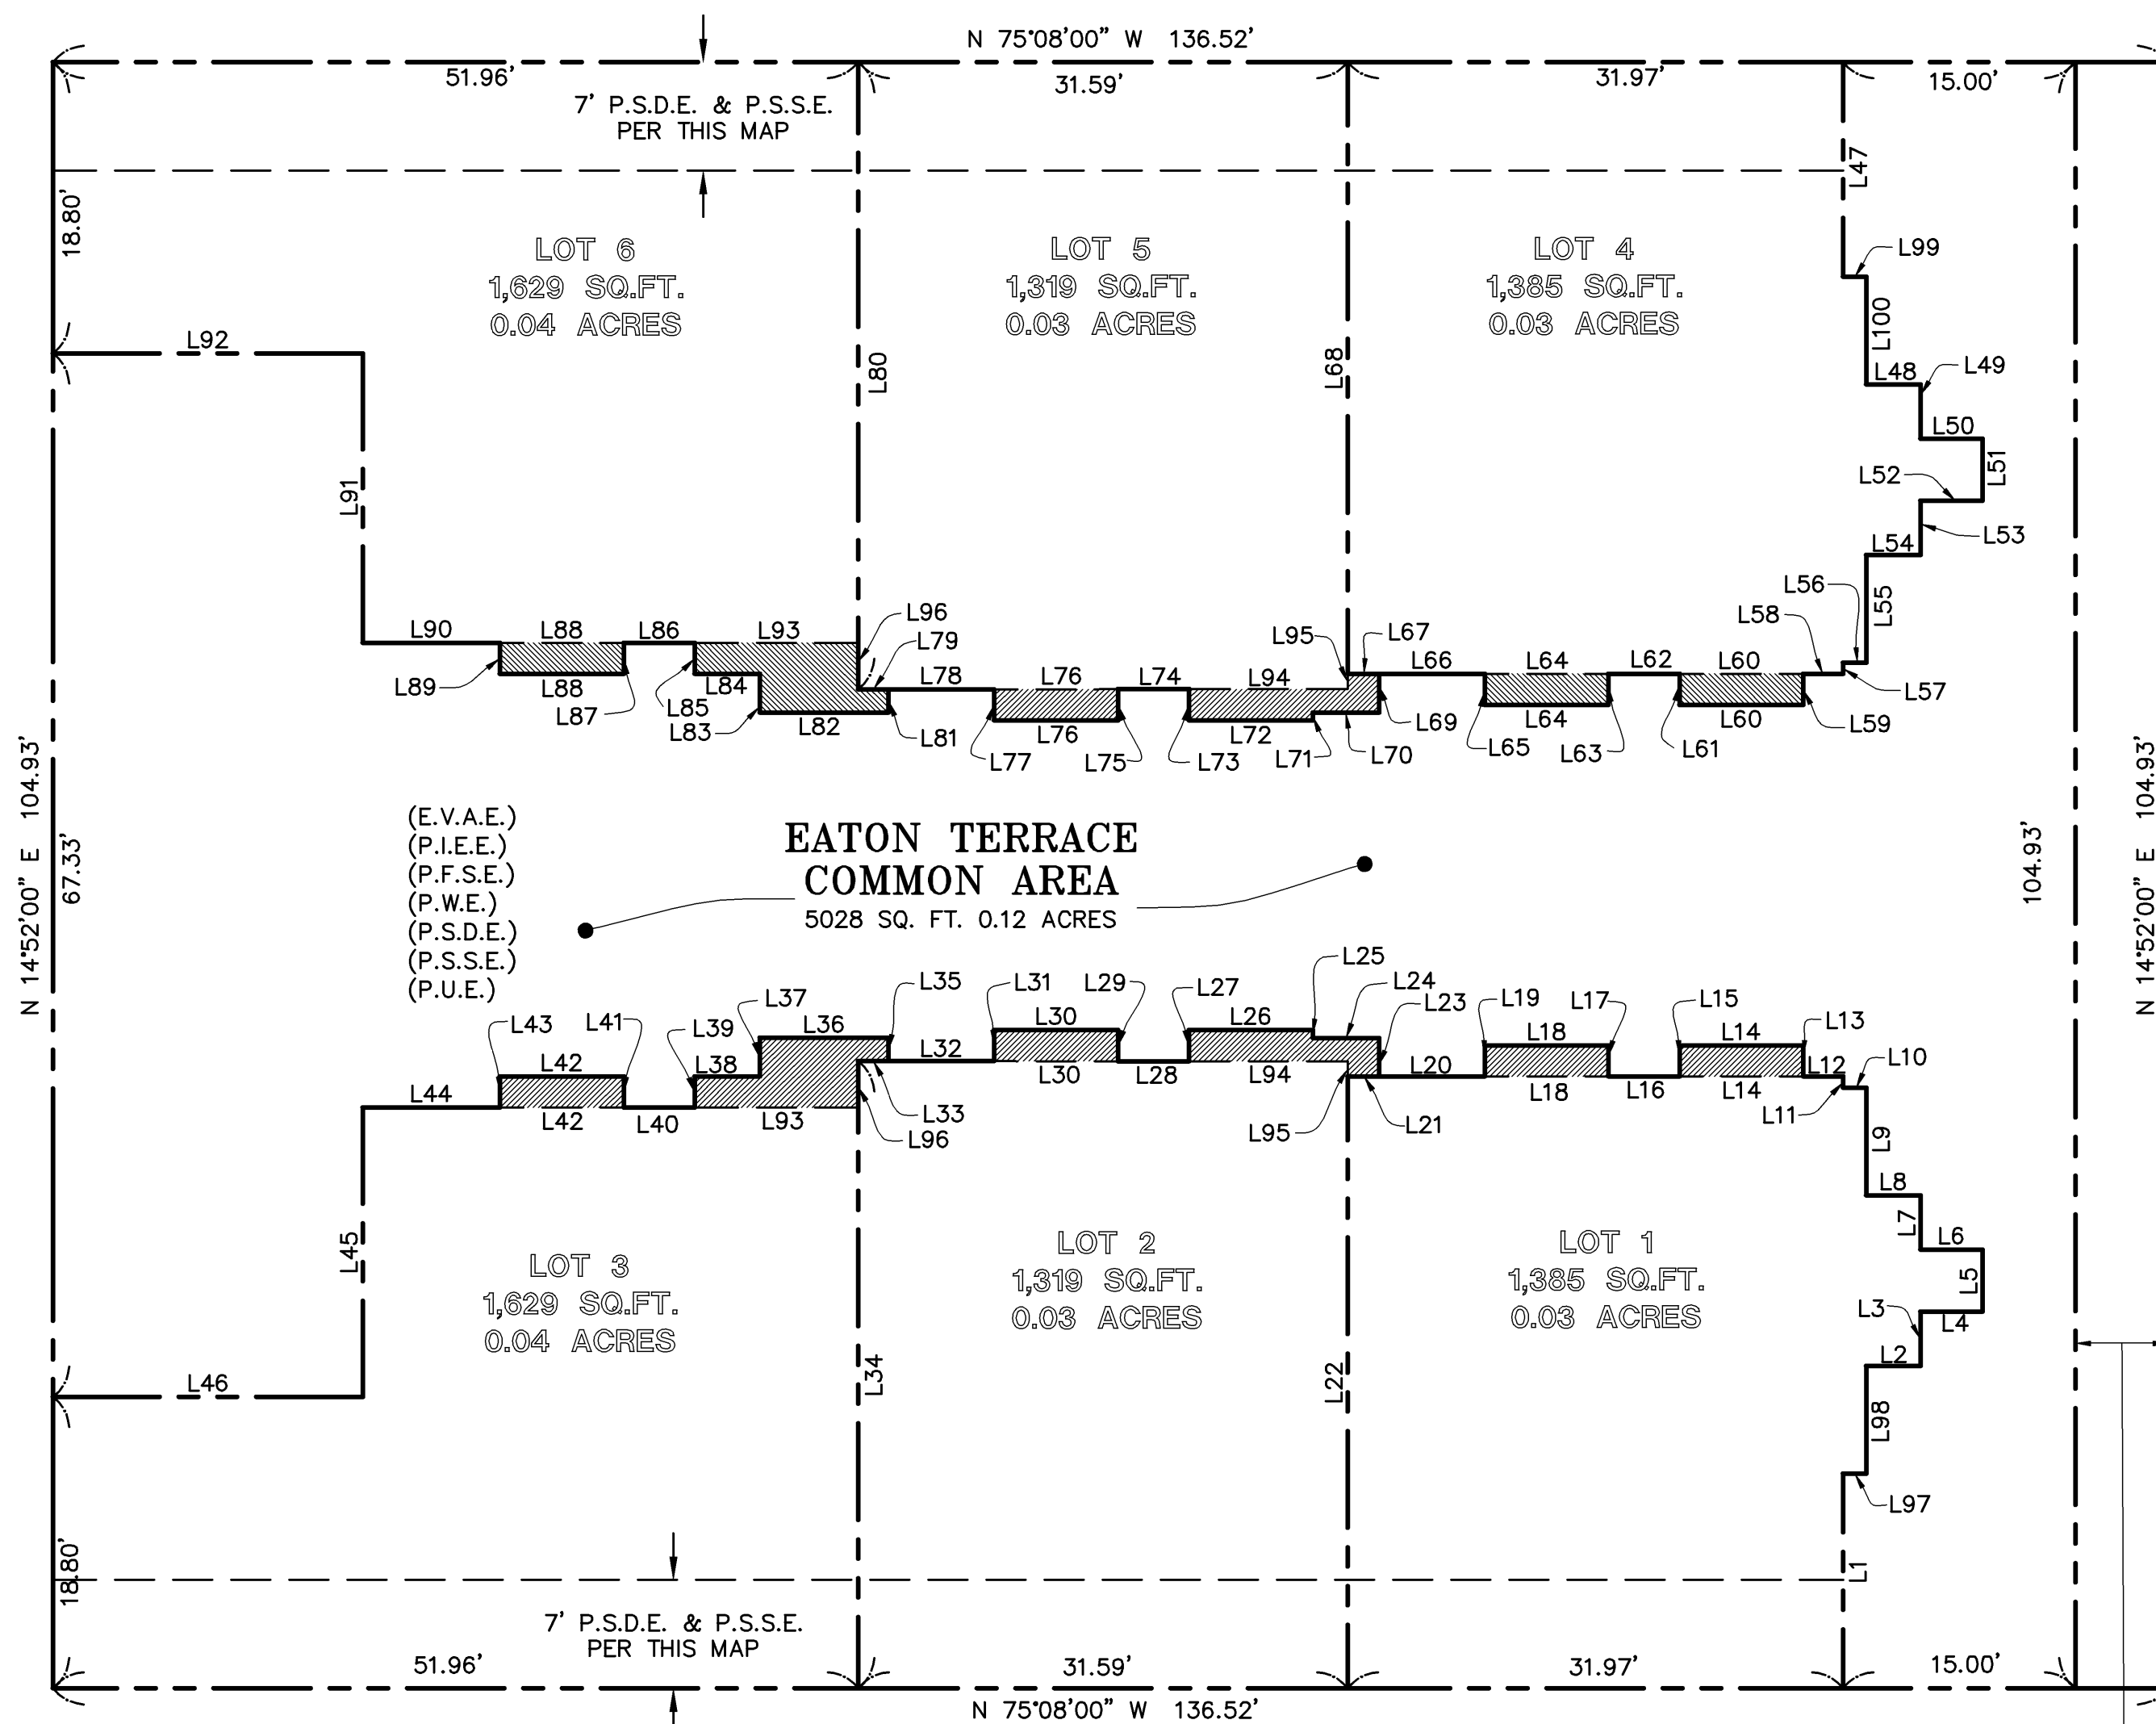 N 75°08'00" W 136.52'
51.96'
31.59'
31.97'
15.00'
7' P.S.D.E. & P.S.S.E.
PER THIS MAP
L47
18.80'
LOT 6
1,629 SQ.FT.
0.04 ACRES
LOT 5
1,319 SQ.FT.
0.03 ACRES
LOT 4
1,385 SQ.FT.
0.03 ACRES
L99
L100
L92
L80
L68
L48
L49
L50
L51
L52
L53
L54
L91
L56
L55
L58
L96
L79
L90
L88
L86
L93
L95
L67
L78
L76
L74
L94
L66
L64
L62
L60
L57
L89
L88
L87
L85
L84
L83
L82
L81
L77
L76
L75
L73
L72
L71
L70
L69
L65
L64
L63
L61
L60
L59
N 14°52'00" E 104.93'
67.33'
(E.V.A.E.)
(P.I.E.E.)
(P.F.S.E.)
(P.W.E.)
(P.S.D.E.)
(P.S.S.E.)
(P.U.E.)
EATON TERRACE
COMMON AREA
5028 SQ. FT. 0.12 ACRES
104.93'
N 14°52'00" E 104.93'
L43
L41
L39
L37
L36
L35
L31
L29
L27
L25
L24
L23
L19
L17
L15
L13
L42
L38
L30
L26
L18
L14
L44
L42
L40
L93
L32
L33
L96
L30
L28
L94
L95
L21
L20
L18
L16
L14
L12
L11
L10
L9
L8
L7
L6
L5
L4
L3
L2
L98
L97
L1
L45
L46
L34
L22
LOT 3
1,629 SQ.FT.
0.04 ACRES
LOT 2
1,319 SQ.FT.
0.03 ACRES
LOT 1
1,385 SQ.FT.
0.03 ACRES
18.80'
7' P.S.D.E. & P.S.S.E.
PER THIS MAP
51.96'
31.59'
31.97'
15.00'
N 75°08'00" W 136.52'